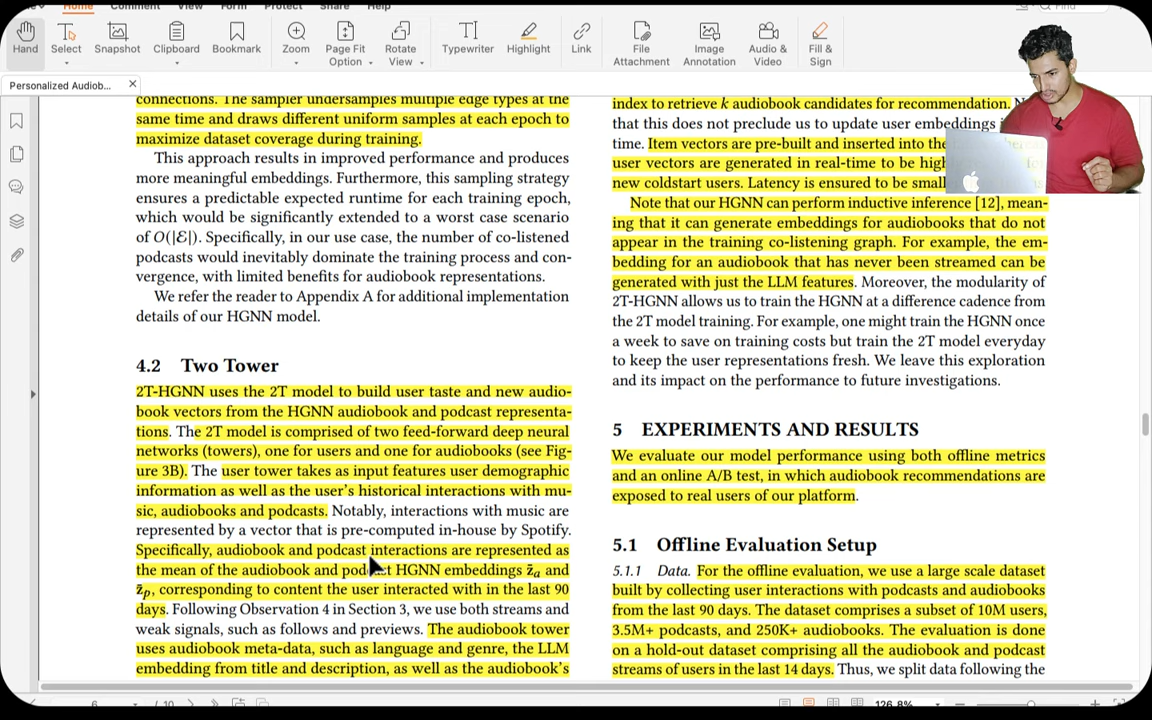 Home
Comment
View
Form
Protect
Share
Help
Find
Hand
Select
Snapshot
Clipboard
Bookmark
Zoom
Page Fit
Option
Rotate
View
Typewriter
Highlight
Link
File
Attachment
Image
Annotation
Audio &
Video
Fill &
Sign
Personalized Audiob...
connections. The sampler undersamples multiple edge types at the
same time and draws different uniform samples at each epoch to
maximize dataset coverage during training.
This approach results in improved performance and produces
more meaningful embeddings. Furthermore, this sampling strategy
ensures a predictable expected runtime for each training epoch,
which would be significantly extended to a worst case scenario
of O(|ℰ|). Specifically, in our use case, the number of co-listened
podcasts would inevitably dominate the training process and con-
vergence, with limited benefits for audiobook representations.
We refer the reader to Appendix A for additional implementation
details of our HGNN model.
4.2 Two Tower
2T-HGNN uses the 2T model to build user taste and new audio-
book vectors from the HGNN audiobook and podcast representa-
tions. The 2T model is comprised of two feed-forward deep neural
networks (towers), one for users and one for audiobooks (see Fig-
ure 3B). The user tower takes as input features user demographic
information as well as the user's historical interactions with mu-
sic, audiobooks and podcasts. Notably, interactions with music are
represented by a vector that is pre-computed in-house by Spotify.
Specifically, audiobook and podcast interactions are represented as
the mean of the audiobook and podcast HGNN embeddings z̄a and
z̄p, corresponding to content the user interacted with in the last 90
days. Following Observation 4 in Section 3, we use both streams and
weak signals, such as follows and previews. The audiobook tower
uses audiobook meta-data, such as language and genre, the LLM
embedding from title and description, as well as the audiobook's
index to retrieve k audiobook candidates for recommendation.
that this does not preclude us to update user embeddings
time. Item vectors are pre-built and inserted into the
user vectors are generated in real-time to be
new coldstart users. Latency is ensured to be small
Note that our HGNN can perform inductive inference [12], mean-
ing that it can generate embeddings for audiobooks that do not
appear in the training co-listening graph. For example, the em-
bedding for an audiobook that has never been streamed can be
generated with just the LLM features. Moreover, the modularity of
2T-HGNN allows us to train the HGNN at a difference cadence from
the 2T model training. For example, one might train the HGNN once
a week to save on training costs but train the 2T model everyday
to keep the user representations fresh. We leave this exploration
and its impact on the performance to future investigations.
5 EXPERIMENTS AND RESULTS
We evaluate our model performance using both offline metrics
and an online A/B test, in which audiobook recommendations are
exposed to real users of our platform.
5.1 Offline Evaluation Setup
5.1.1 Data. For the offline evaluation, we use a large scale dataset
built by collecting user interactions with podcasts and audiobooks
from the last 90 days. The dataset comprises a subset of 10M users,
3.5M+ podcasts, and 250K+ audiobooks. The evaluation is done
on a hold-out dataset comprising all the audiobook and podcast
streams of users in the last 14 days. Thus, we split data following the
6 / 10
126.8%